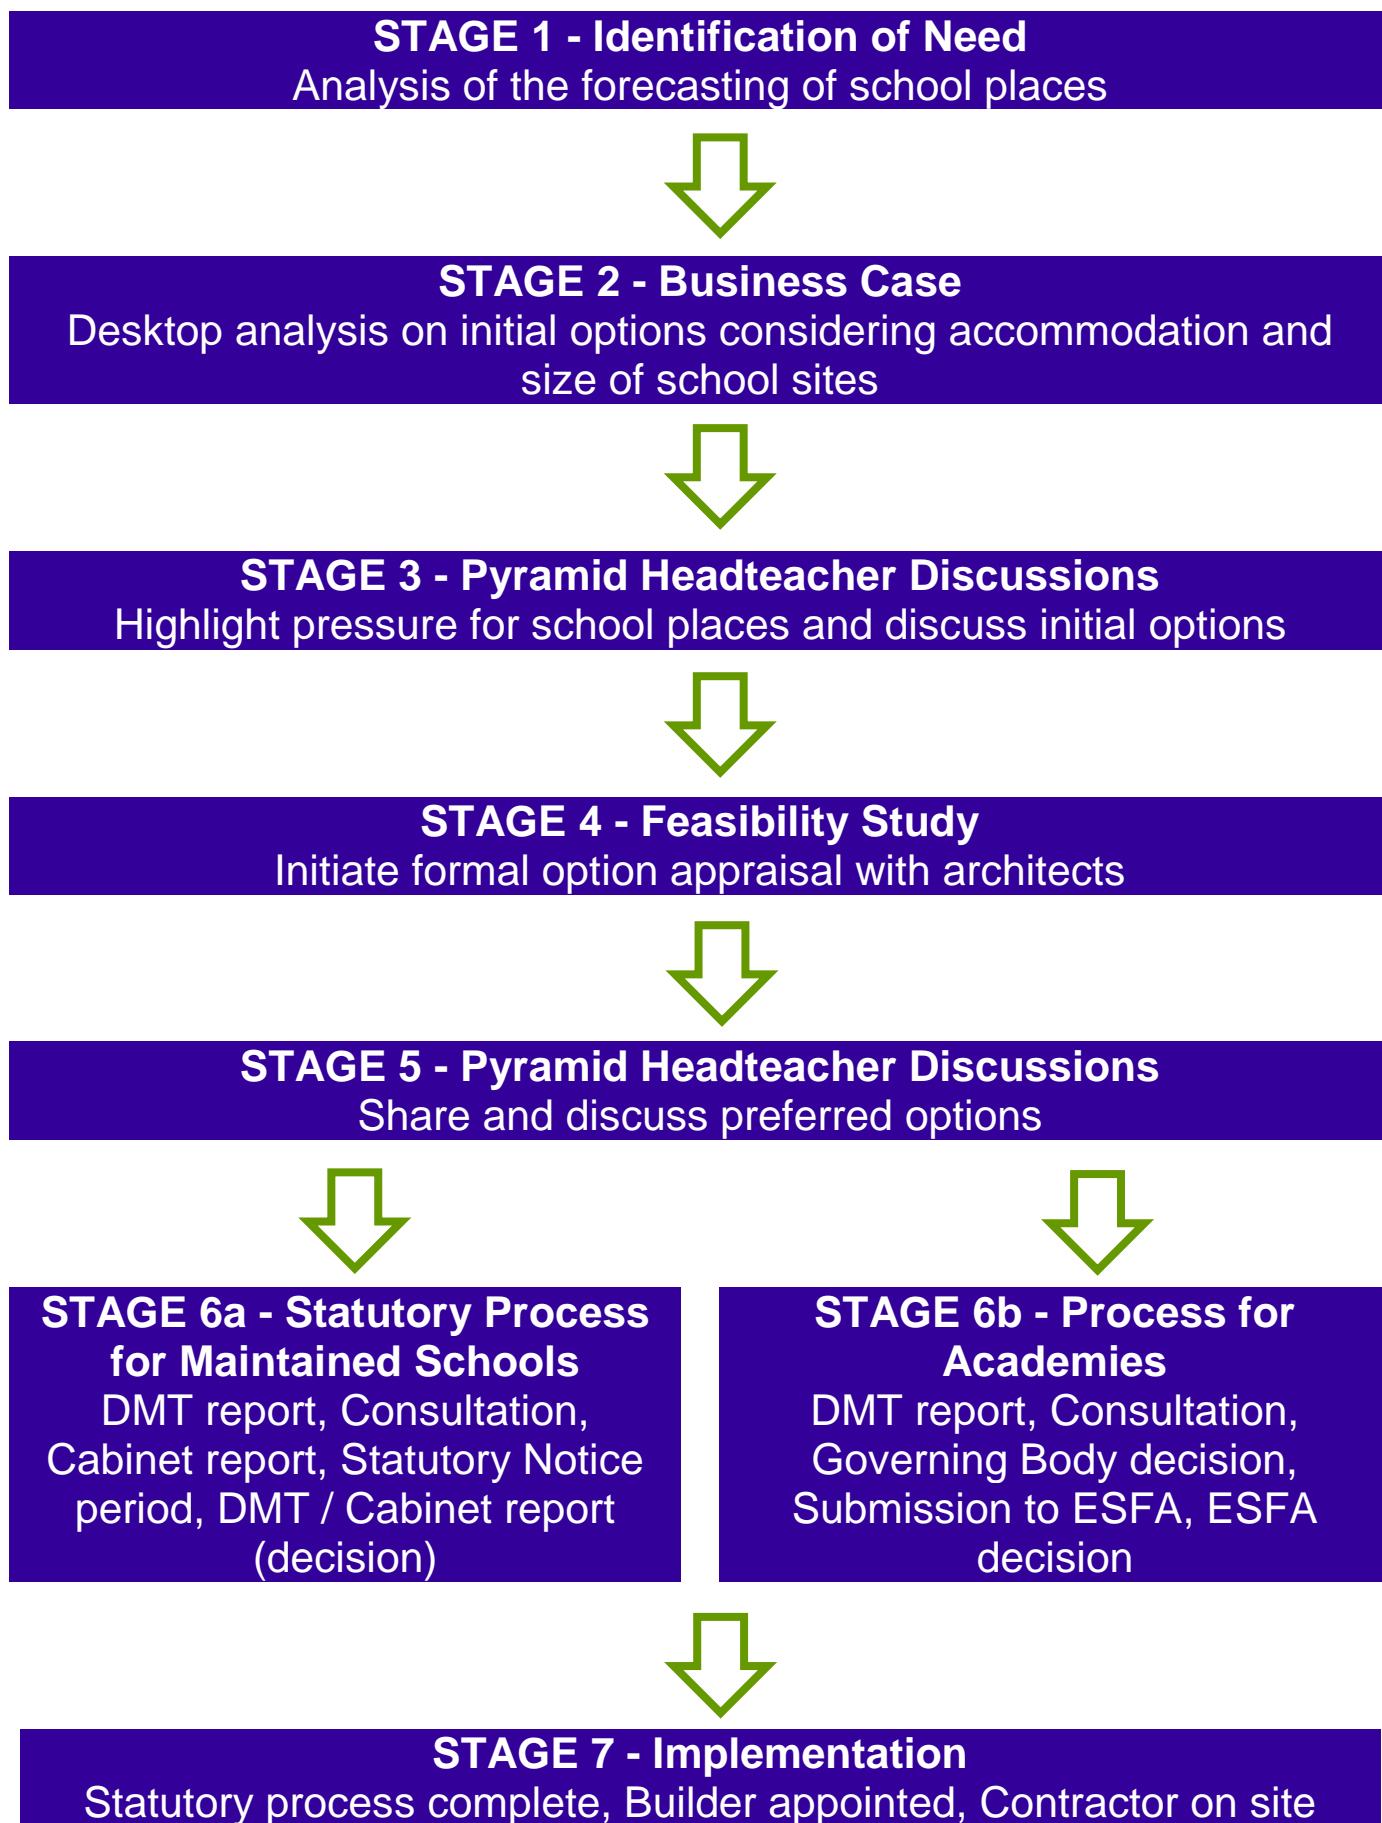 STAGE 1 - Identification of Need
Analysis of the forecasting of school places
STAGE 2 - Business Case
Desktop analysis on initial options considering accommodation and
size of school sites
STAGE 3 - Pyramid Headteacher Discussions
Highlight pressure for school places and discuss initial options
STAGE 4 - Feasibility Study
Initiate formal option appraisal with architects
STAGE 5 - Pyramid Headteacher Discussions
Share and discuss preferred options
STAGE 6a - Statutory Process
for Maintained Schools
DMT report, Consultation,
Cabinet report, Statutory Notice
period, DMT / Cabinet report
(decision)
STAGE 6b - Process for
Academies
DMT report, Consultation,
Governing Body decision,
Submission to ESFA, ESFA
decision
STAGE 7 - Implementation
Statutory process complete, Builder appointed, Contractor on site